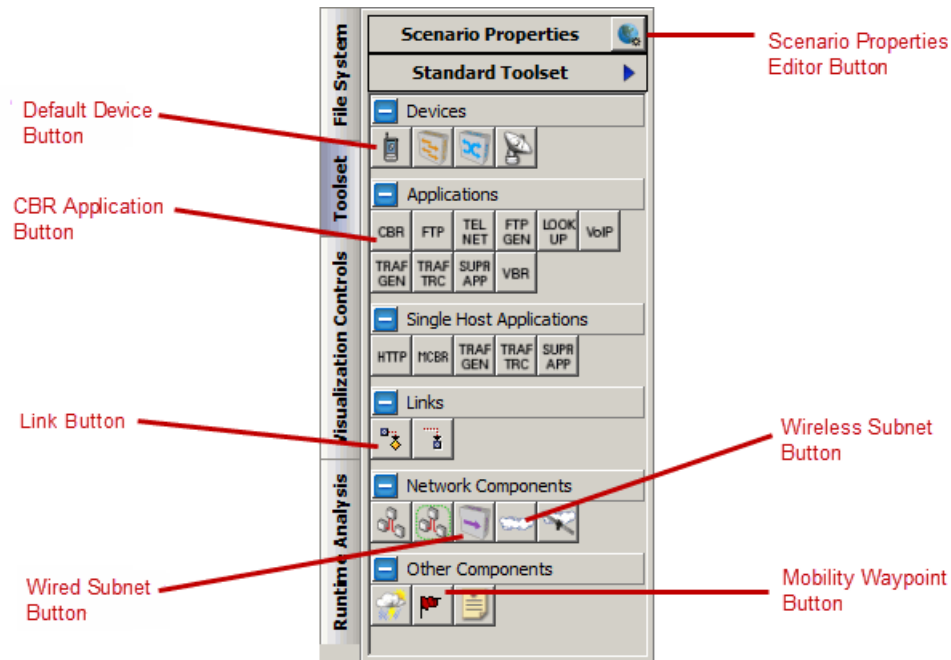 Scenario Properties
Standard Toolset
Devices
Applications
CBR
FTP
TEL
NET
FTP
GEN
LOOK
UP
VoIP
TRAF
GEN
TRAF
TRC
SUPR
APP
VBR
Single Host Applications
HTTP
MCBR
TRAF
GEN
TRAF
TRC
SUPR
APP
Links
Network Components
Other Components
File System
Toolset
Visualization Controls
Runtime Analysis
Default Device
Button
CBR Application
Button
Link Button
Wired Subnet
Button
Scenario Properties
Editor Button
Wireless Subnet
Button
Mobility Waypoint
Button